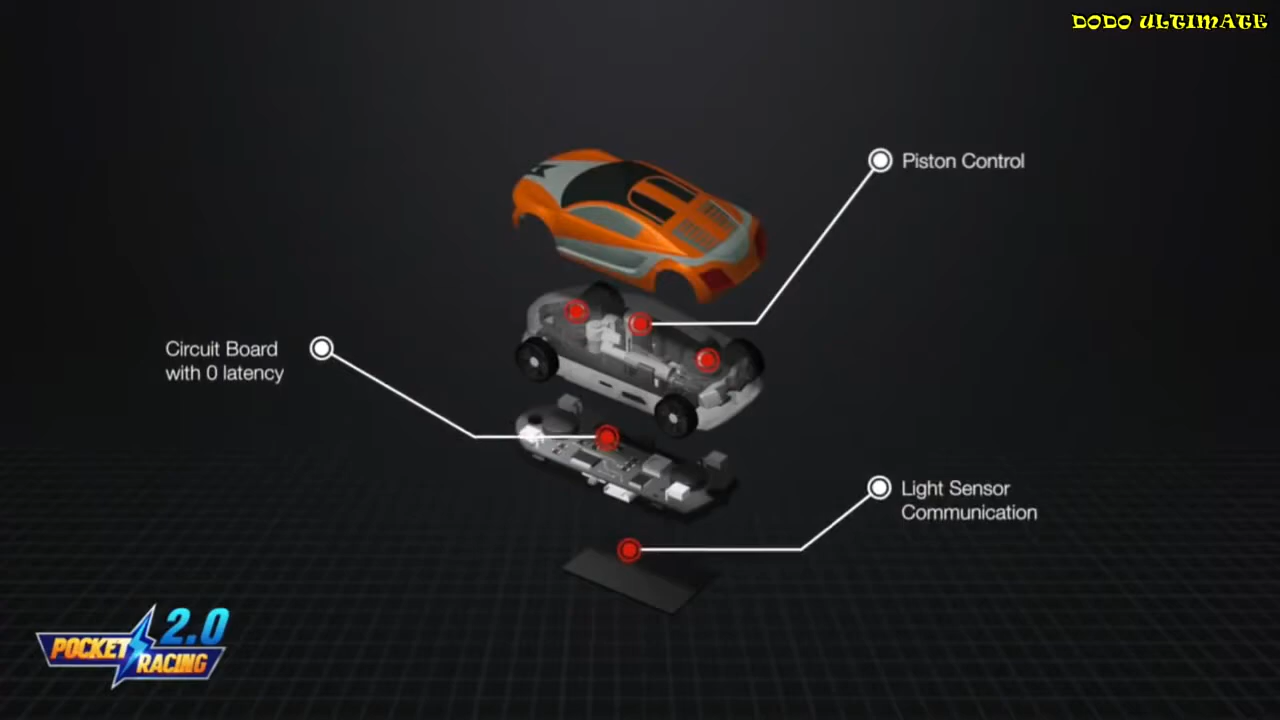 DODO ULTIMATE
Piston Control
Circuit Board
with 0 latency
Light Sensor
Communication
2.0
POCKET
RACING